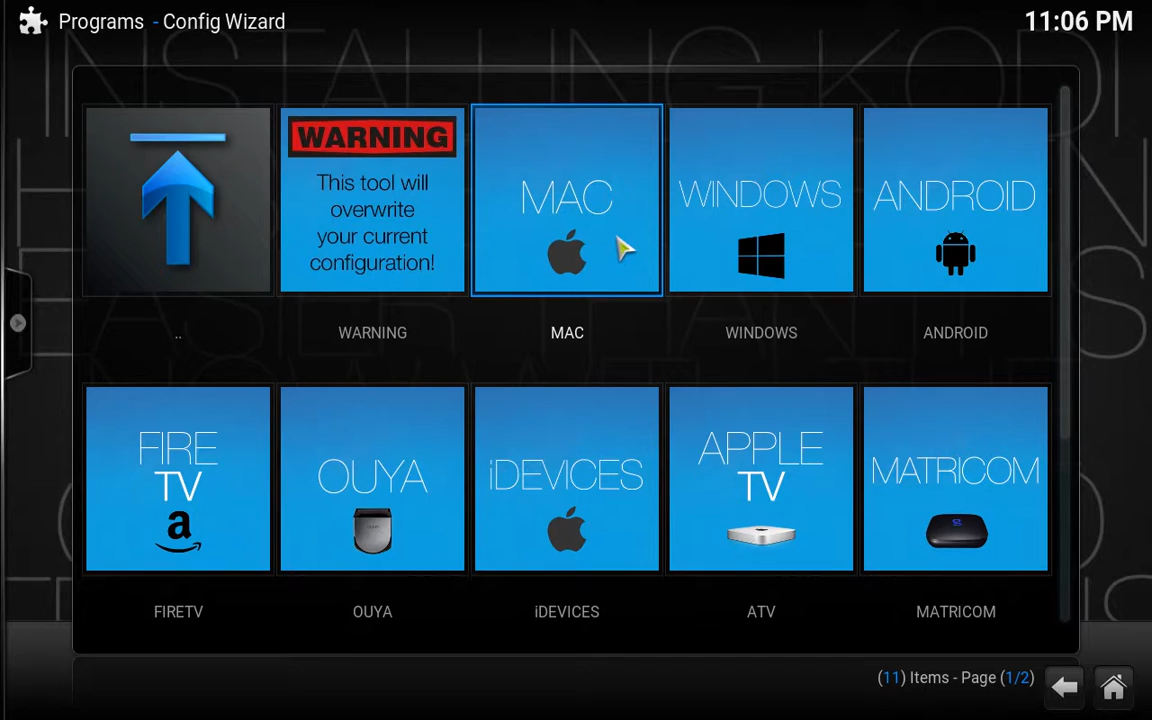 Programs - Config Wizard
11:06 PM
WARNING
This tool will
overwrite
your current
configuration!
MAC
WINDOWS
ANDROID
..
WARNING
MAC
WINDOWS
ANDROID
FIRE
TV
a
OUYA
iDEVICES
APPLE
TV
MATRICOM
FIRETV
OUYA
iDEVICES
ATV
MATRICOM
(11) Items - Page (1/2)
INSTALLING KODI